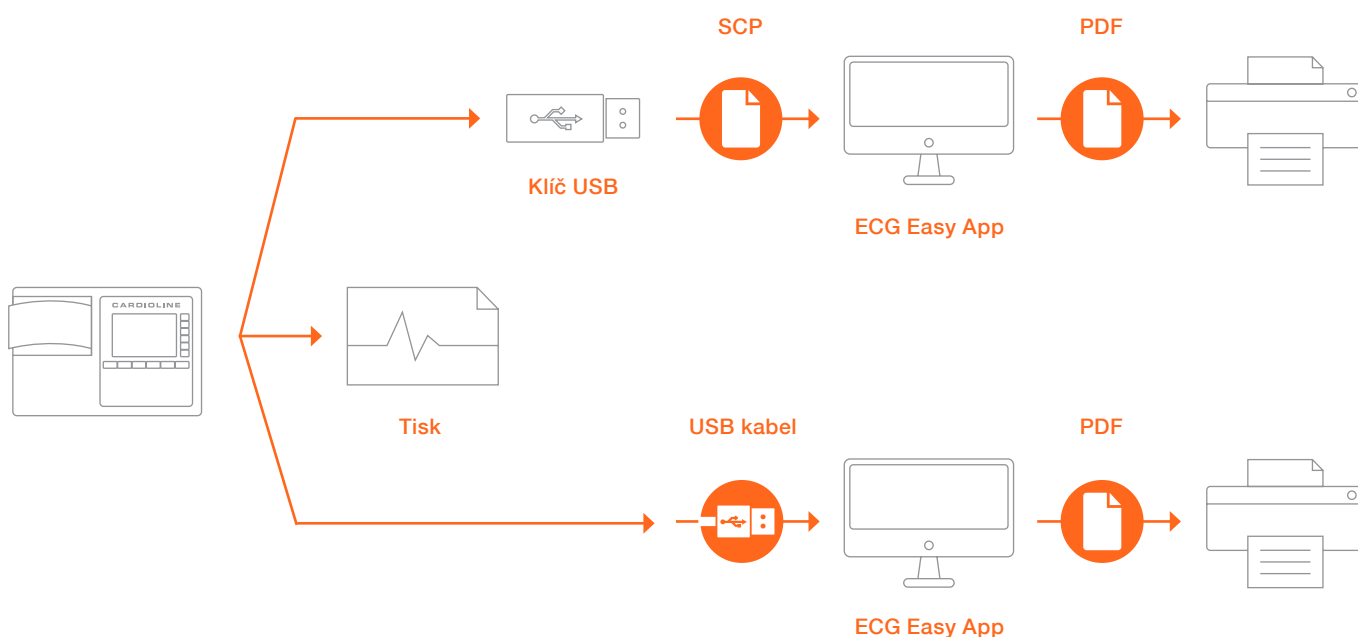 SCP
PDF
Klíč USB
ECG Easy App
CARDIOLINE
Tisk
USB kabel
PDF
ECG Easy App